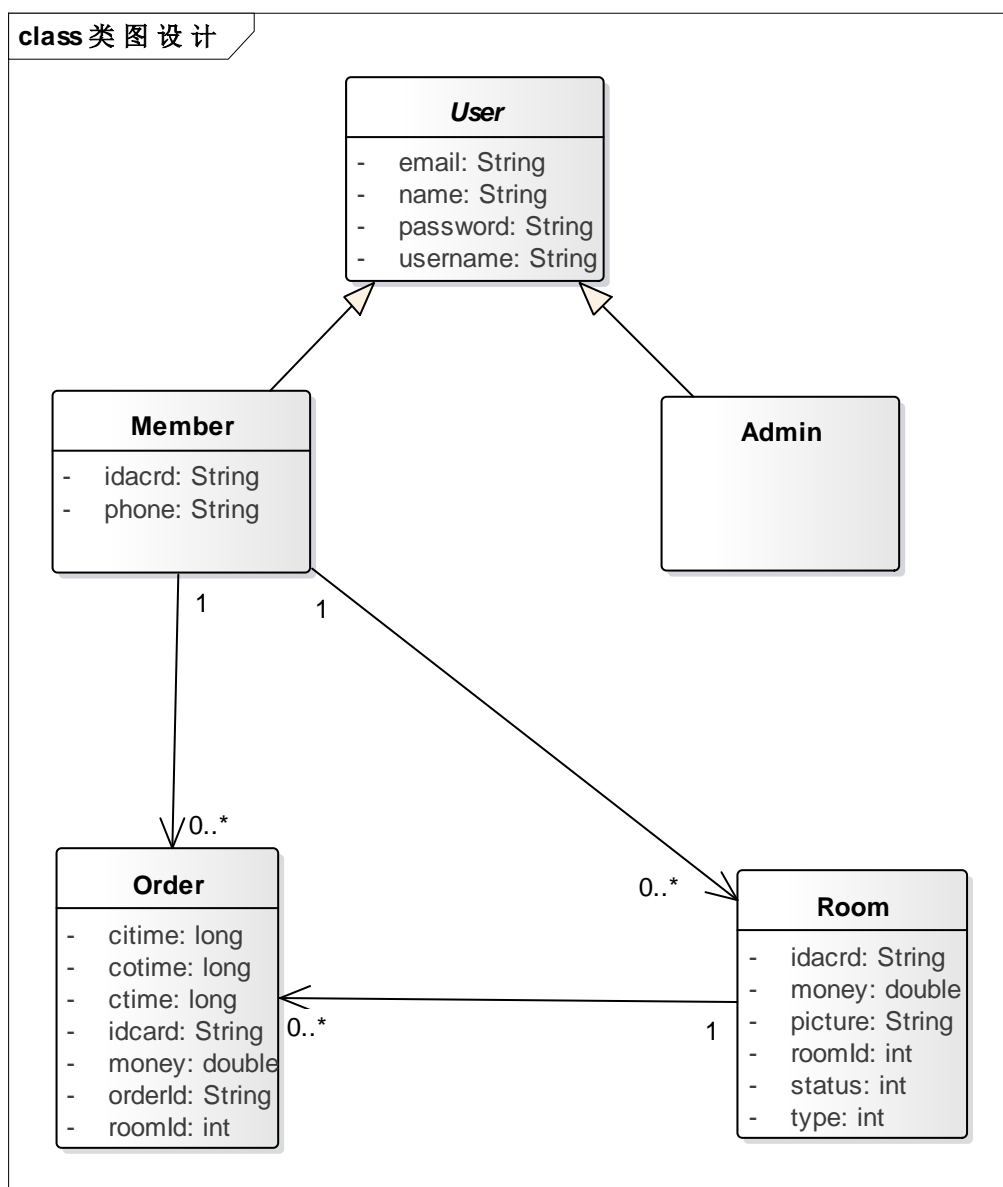 class 类图设计
User
- email: String
- name: String
- password: String
- username: String
Member
- idacrd: String
- phone: String
Admin
1
1
0..*
0..*
Order
- citime: long
- cotime: long
- ctime: long
- idcard: String
- money: double
- orderId: String
- roomId: int
0..*
1
Room
- idacrd: String
- money: double
- picture: String
- roomId: int
- status: int
- type: int